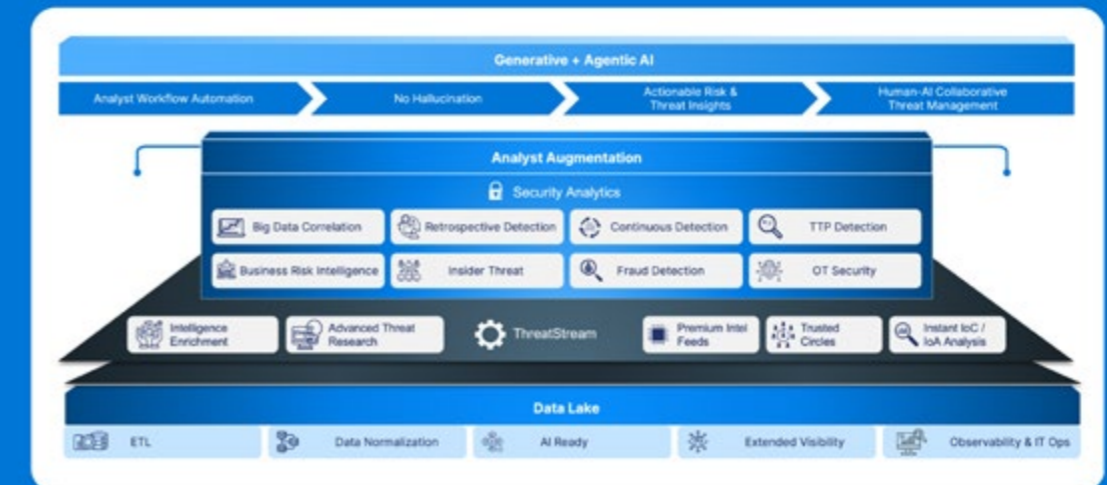 Generative + Agentic AI
Analyst Workflow Automation
No Hallucination
Actionable Risk &
Threat Insights
Human-AI Collaborative
Threat Management
Analyst Augmentation
Security Analytics
Big Data Correlation
Retrospective Detection
Continuous Detection
TTP Detection
Business Risk Intelligence
Insider Threat
Fraud Detection
OT Security
Intelligence
Enrichment
Advanced Threat
Research
ThreatStream
Premium Intel
Feeds
Trusted
Circles
Instant IoC /
IoA Analysis
Data Lake
ETL
Data Normalization
AI Ready
Extended Visibility
Observability & IT Ops